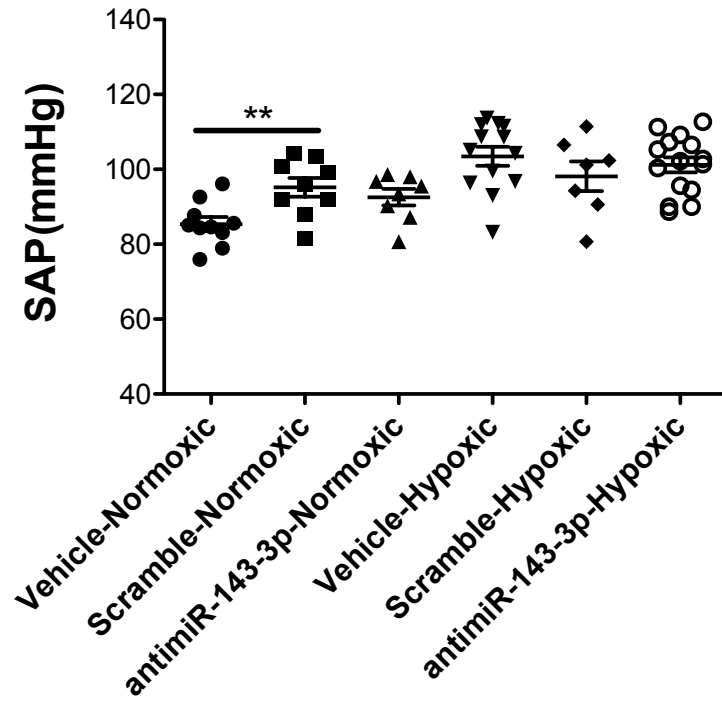 140
120
100
80
60
40
SAP(mmHg)
**
Vehicle-Normoxic
Scramble-Normoxic
antimiR-143-3p-Normoxic
Vehicle-Hypoxic
Scramble-Hypoxic
antimiR-143-3p-Hypoxic